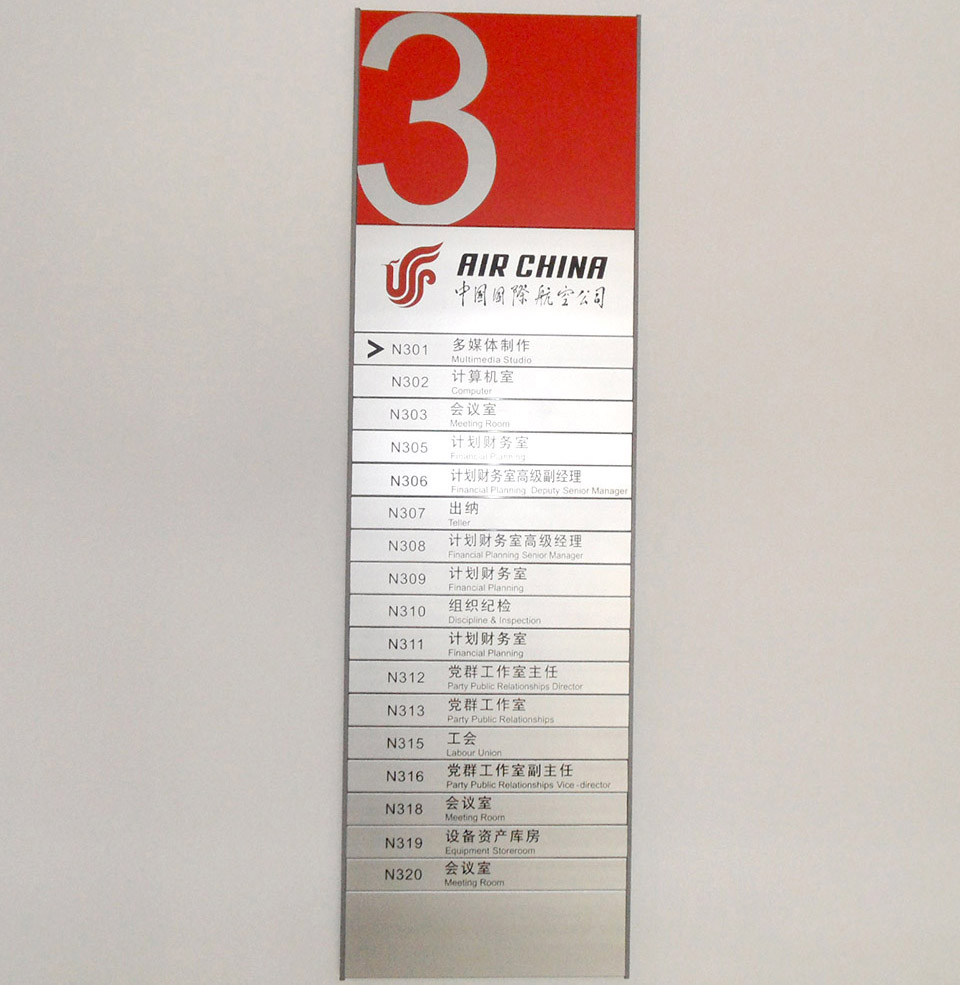 3
AIR CHINA
中国国際航空公司
> N301 多媒体制作
Multimedia Studio
N302 计算机室
Computer
N303 会议室
Meeting Room
N305 计划财务室
Financial Planning
N306 计划财务室高级副经理
Financial Planning Deputy Senior Manager
N307 出纳
Teller
N308 计划财务室高级经理
Financial Planning Senior Manager
N309 计划财务室
Financial Planning
N310 组织纪检
Discipline & Inspection
N311 计划财务室
Financial Planning
N312 党群工作室主任
Party Public Relationships Director
N313 党群工作室
Party Public Relationships
N315 工会
Labour Union
N316 党群工作室副主任
Party Public Relationships Vice -director
N318 会议室
Meeting Room
N319 设备资产库房
Equipment Storeroom
N320 会议室
Meeting Room